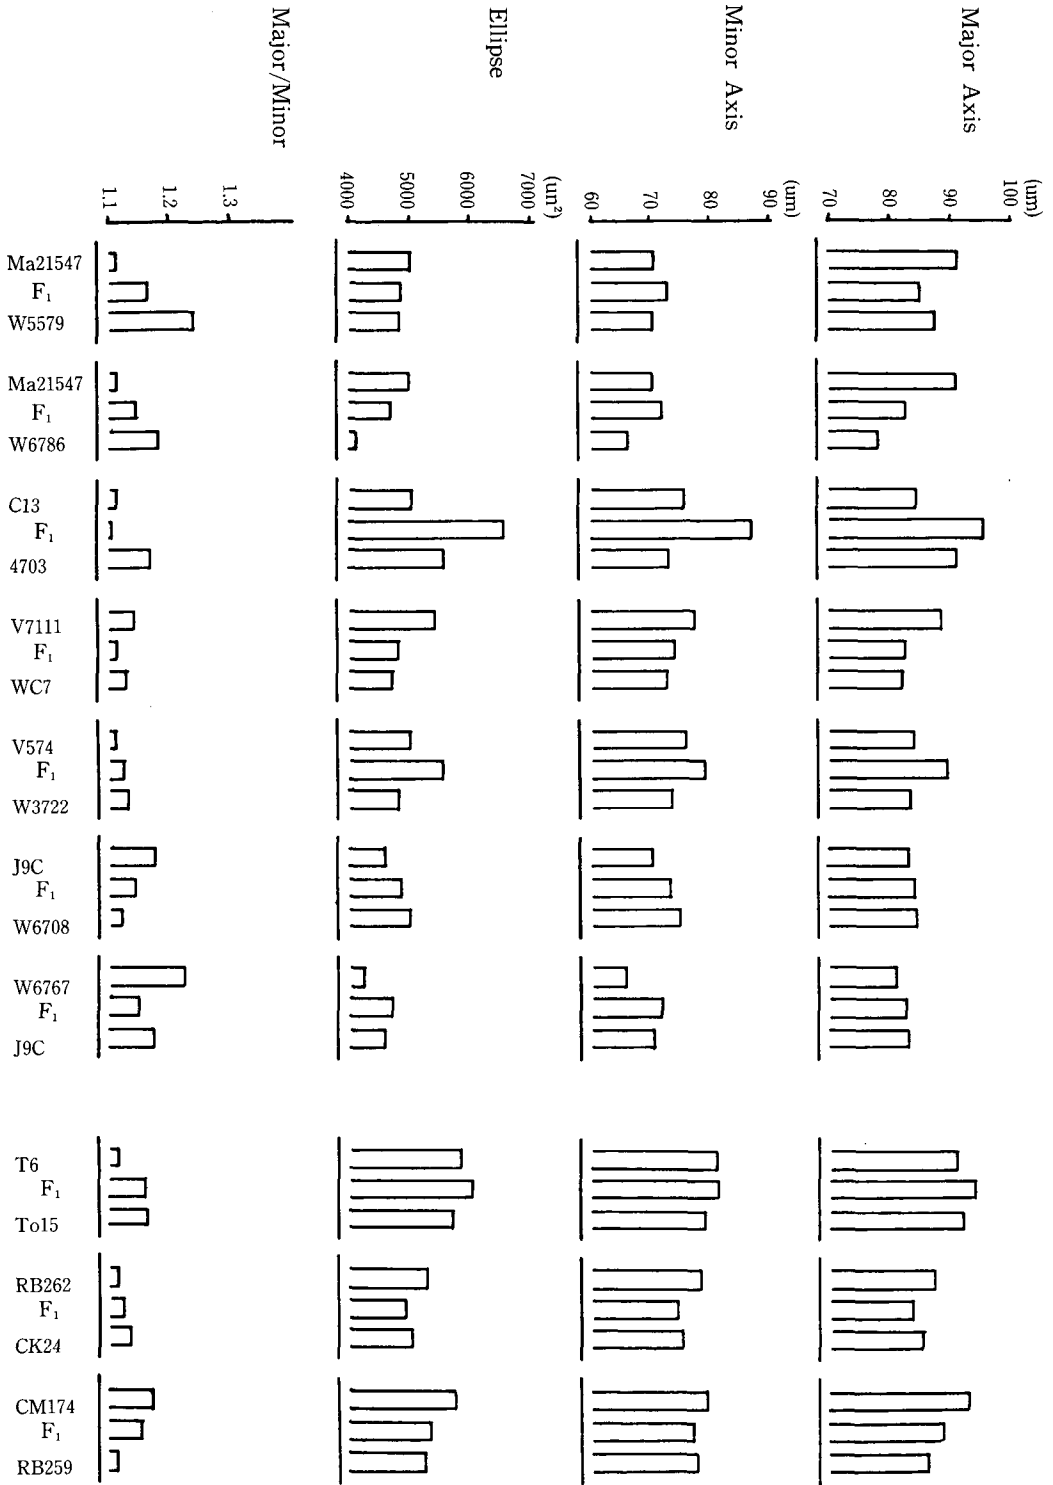 Major/Minor
Ellipse
Minor Axis
Major Axis
1.1 1.2 1.3
4000 5000 6000 7000 (un²)
60 70 80 90 (um)
70 80 90 100 (um)
Ma21547
F₁
W5579
Ma21547
F₁
W6786
C13
F₁
4703
V7111
F₁
WC7
V574
F₁
W3722
J9C
F₁
W6708
W6767
F₁
J9C
T6
F₁
To15
RB262
F₁
CK24
CM174
F₁
RB259